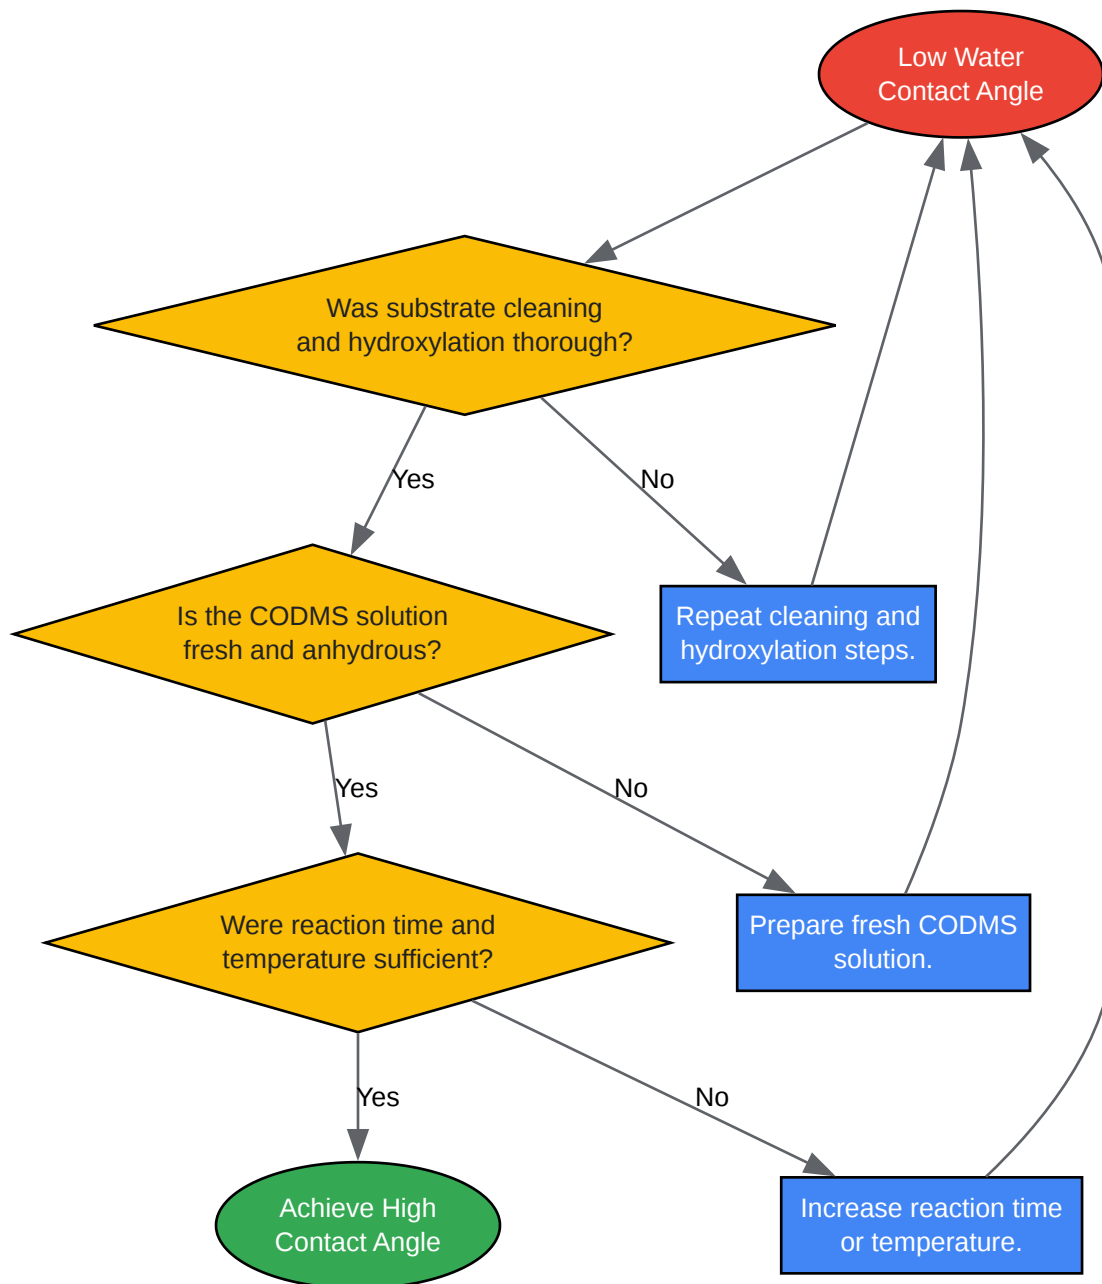 Low Water
Contact Angle
Was substrate cleaning
and hydroxylation thorough?
Yes
No
Is the CODMS solution
fresh and anhydrous?
Repeat cleaning and
hydroxylation steps.
Yes
No
Were reaction time and
temperature sufficient?
Prepare fresh CODMS
solution.
Yes
No
Achieve High
Contact Angle
Increase reaction time
or temperature.